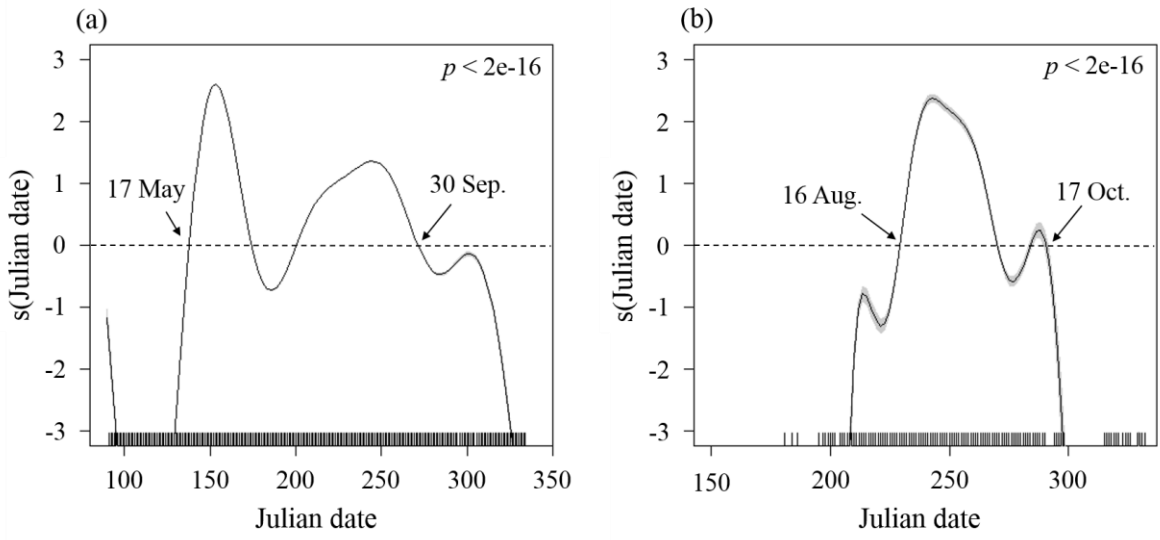 (a)
p < 2e-16
3
2
1
0
-1
-2
-3
s(Julian date)
17 May
30 Sep.
100
150
200
250
300
350
Julian date
(b)
p < 2e-16
3
2
1
0
-1
-2
-3
s(Julian date)
16 Aug.
17 Oct.
150
200
250
300
Julian date